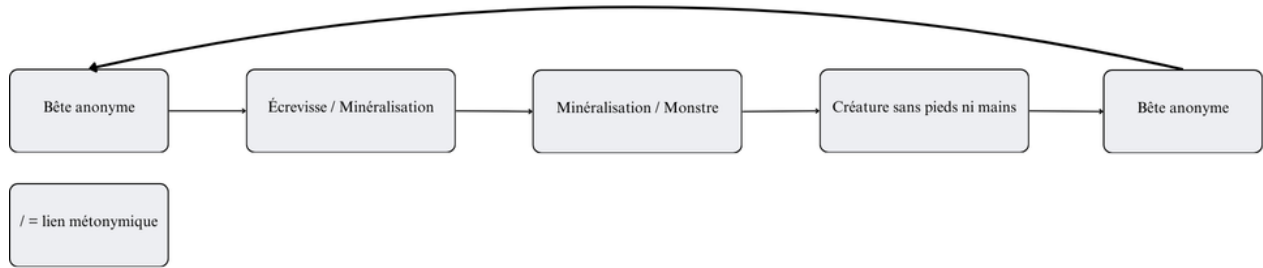 Bête anonyme
Écrevisse / Minéralisation
Minéralisation / Monstre
Créature sans pieds ni mains
Bête anonyme
/ = lien métonymique